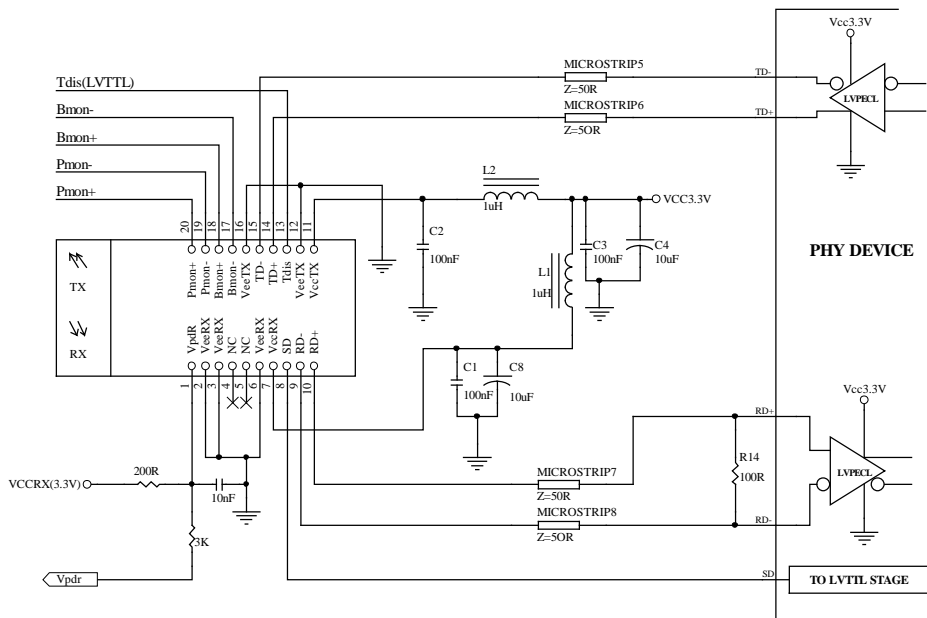 Vcc3.3V
MICROSTRIP5
TD-
Tdis(LVTTL)
Z=50R
LVPECL
Bmon-
MICROSTRIP6
TD+
Bmon+
Z=5OR
Pmon-
L2
Pmon+
1uH
VCC3.3V
20
19
18
17
16
15
14
13
12
11
C2
100nF
C3
100nF
C4
10uF
PHY DEVICE
TX
Pmon+
Pmon-
Bmon+
Bmon-
VeeTX
TD-
TD+
Tdis
VeeTX
VccTX
L1
1uH
RX
VpdR
VeeRX
VeeRX
NC
NC
VeeRX
VccRX
SD
RD-
RD+
1
2
3
4
5
6
7
8
9
10
C1
100nF
C8
10uF
Vcc3.3V
RD+
200R
MICROSTRIP7
R14
100R
LVPECL
VCCRX(3.3V)
10nF
Z=50R
MICROSTRIP8
RD-
3K
Z=5OR
Vpdr
SD
TO LVTTL STAGE